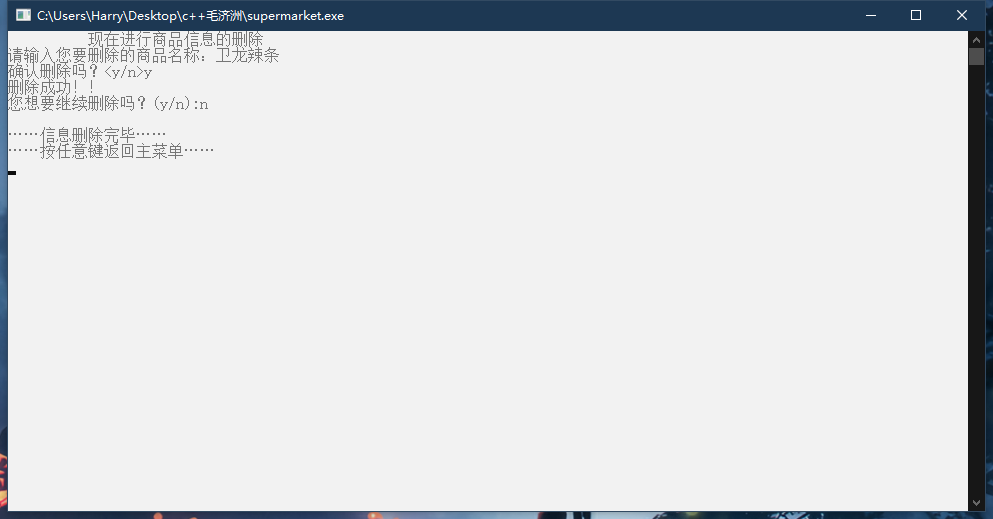 C:\Users\Harry\Desktop\c++毛济洲\supermarket.exe
现在进行商品信息的删除
请输入您要删除的商品名称：卫龙辣条
确认删除吗？<y/n>y
删除成功！！
您想要继续删除吗？(y/n):n
……信息删除完毕……
……按任意键返回主菜单……